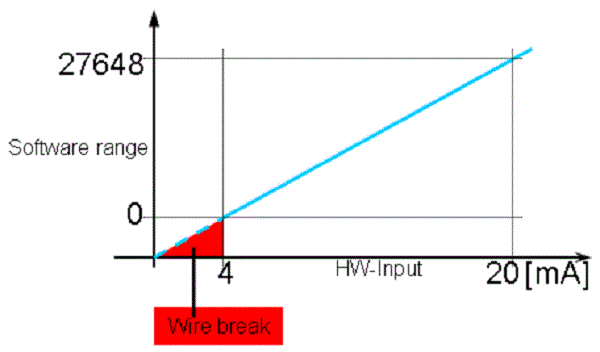 27648
Software range
0
4
HW-Input
20 [mA]
Wire break